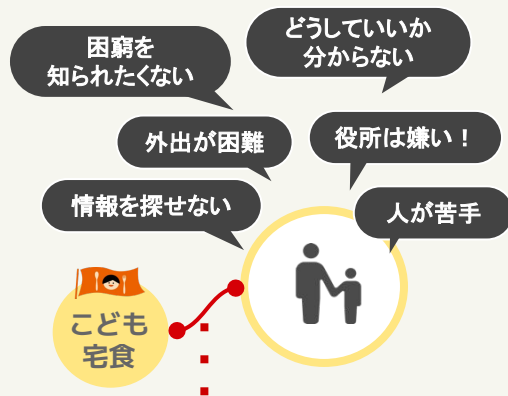 困窮を
知られたくない
どうしていいか
分からない
外出が困難
役所は嫌い！
情報を探せない
人が苦手
こども
宅食